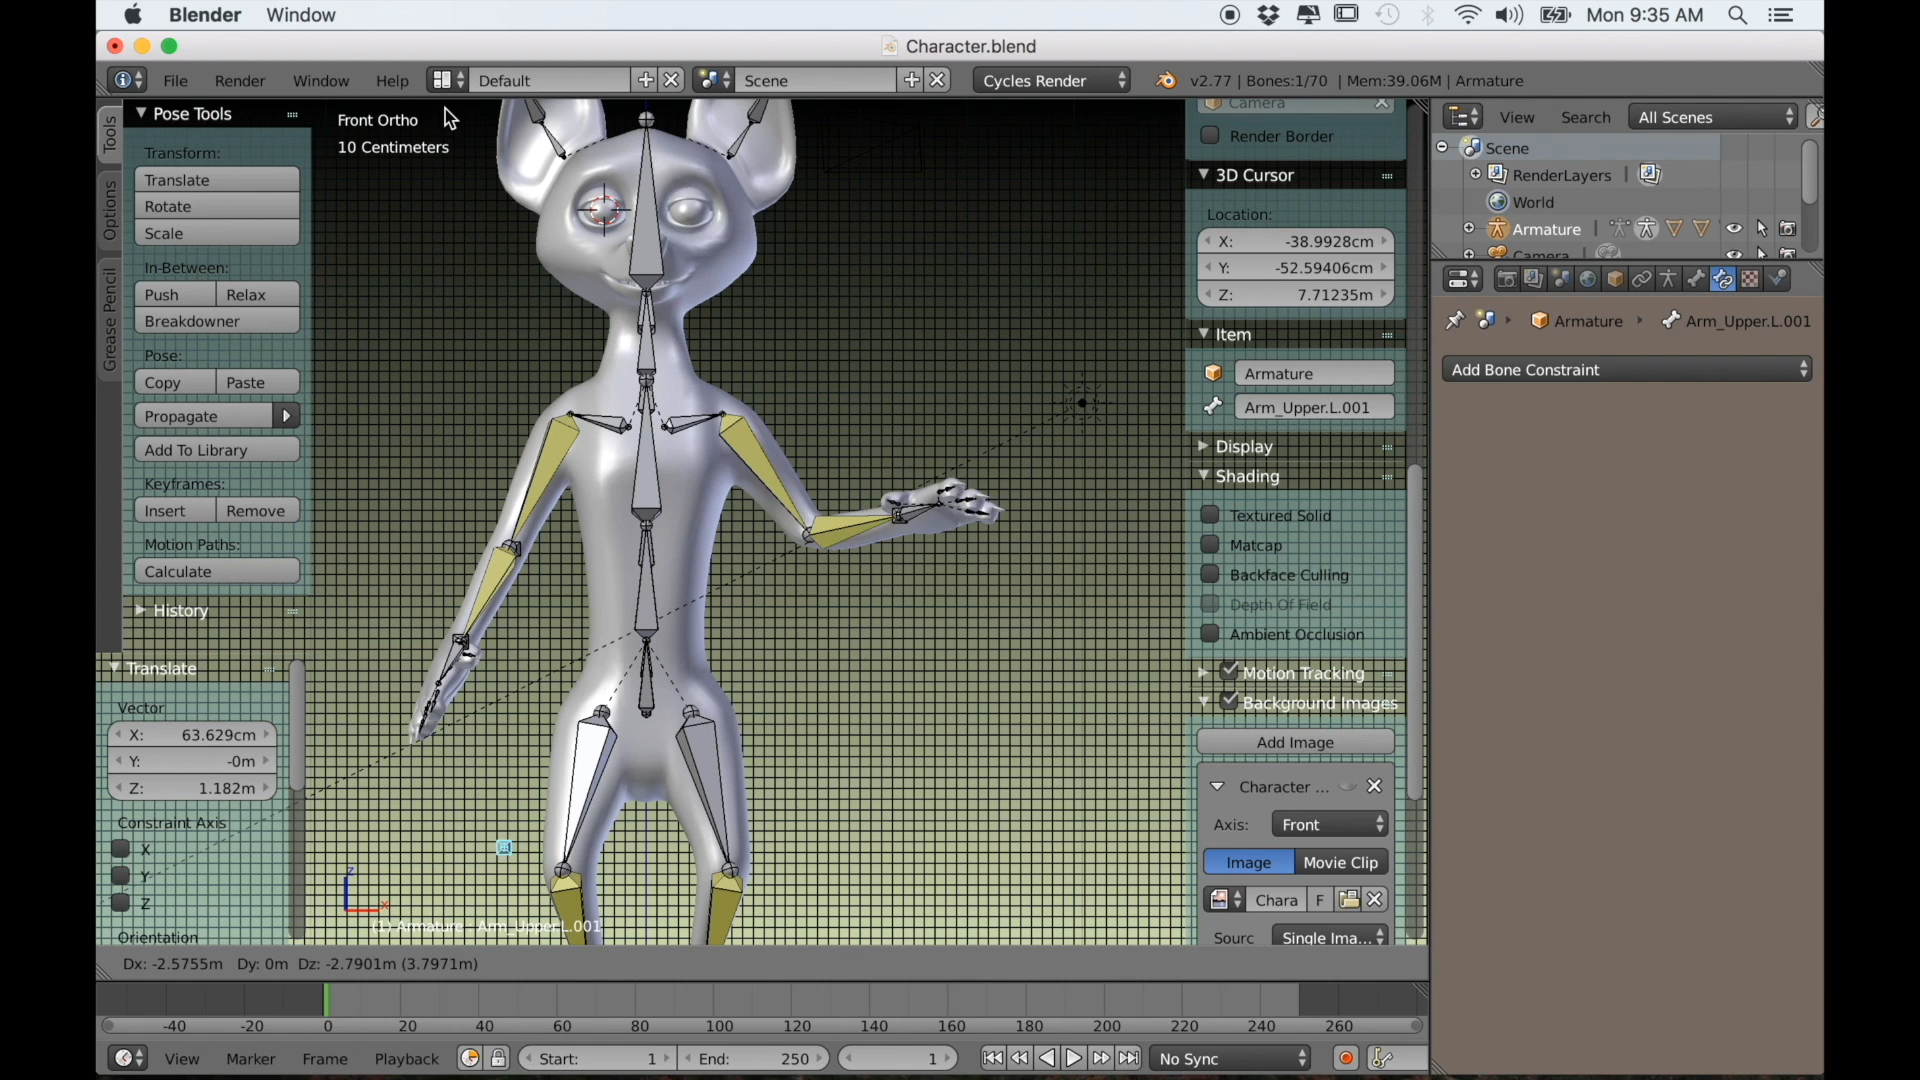 Blender Window Mon 9:35 AM
Character.blend
File Render Window Help Default Scene Cycles Render v2.77 | Bones:1/70 | Mem:39.06M | Armature
Tools
Options
Grease Pencil
Pose Tools
Transform:
Translate
Rotate
Scale
In-Between:
Push Relax
Breakdowner
Pose:
Copy Paste
Propagate
Add To Library
Keyframes:
Insert Remove
Motion Paths:
Calculate
History
Translate
Vector
X: 63.629cm
Y: -0m
Z: 1.182m
Constraint Axis
X
Y
Z
Orientation
Front Ortho
10 Centimeters
z
x
(1) Armature : Arm_Upper.L.001
Camera
Render Border
3D Cursor
Location:
X: -38.9928cm
Y: -52.59406cm
Z: 7.71235m
Item
Armature
Arm_Upper.L.001
Display
Shading
Textured Solid
Matcap
Backface Culling
Depth Of Field
Ambient Occlusion
Motion Tracking
Background Images
Add Image
Character ...
Axis: Front
Image Movie Clip
Chara F
Sourc Single Ima...
View Search All Scenes
Scene
RenderLayers
World
Armature
Camera
Armature Arm_Upper.L.001
Add Bone Constraint
Dx: -2.5755m Dy: 0m Dz: -2.7901m (3.7971m)
-40 -20 0 20 40 60 80 100 120 140 160 180 200 220 240 260
View Marker Frame Playback Start: 1 End: 250 1 No Sync